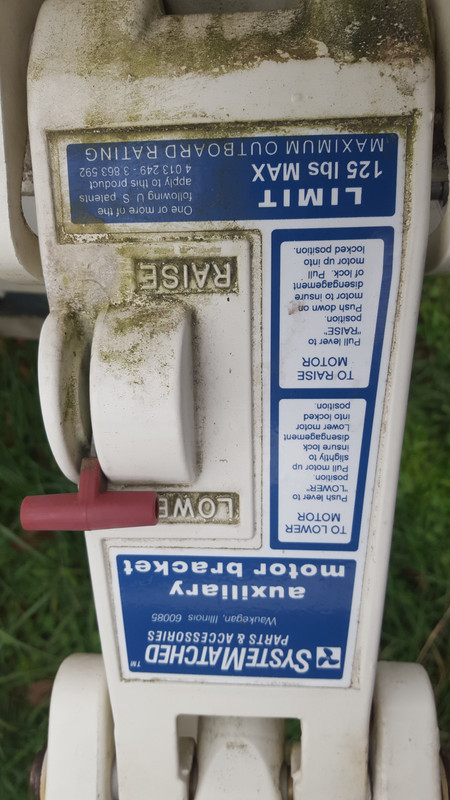 SYSTEMATCHED™
PARTS & ACCESSORIES
Waukegan, Illinois 60085
auxiliary
motor bracket
TO LOWER
MOTOR
Push lever to
"LOWER"
position.
Pull motor up
slightly to
insure lock
disengagement
Lower motor
into locked
position.
LOWE
TO RAISE
MOTOR
Pull lever to
"RAISE"
position.
Push down on
motor to insure
disengagement
of lock. Pull
motor up into
locked position.
RAISE
LIMIT
125 lbs MAX
MAXIMUM OUTBOARD RATING
One or more of the
following U.S. patents
apply to this product
4 013 249 - 3 863 592